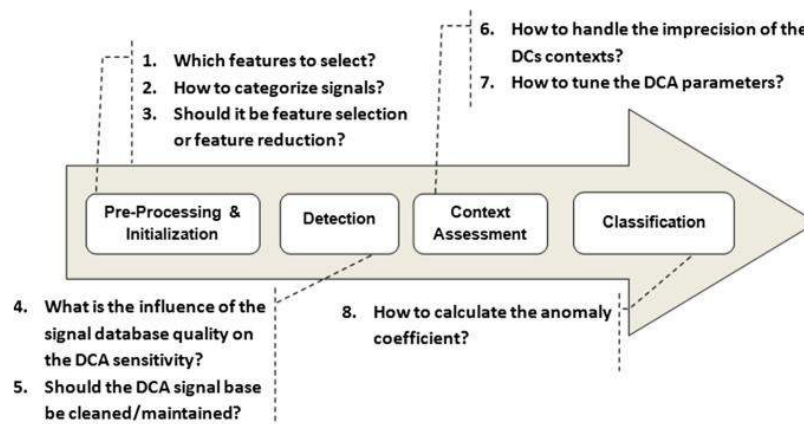 1. Which features to select?
2. How to categorize signals?
3. Should it be feature selection
or feature reduction?
6. How to handle the imprecision of the
DCs contexts?
7. How to tune the DCA parameters?
Pre-Processing &
Initialization
Detection
Context
Assessment
Classification
4. What is the influence of the
signal database quality on
the DCA sensitivity?
5. Should the DCA signal base
be cleaned/maintained?
8. How to calculate the anomaly
coefficient?